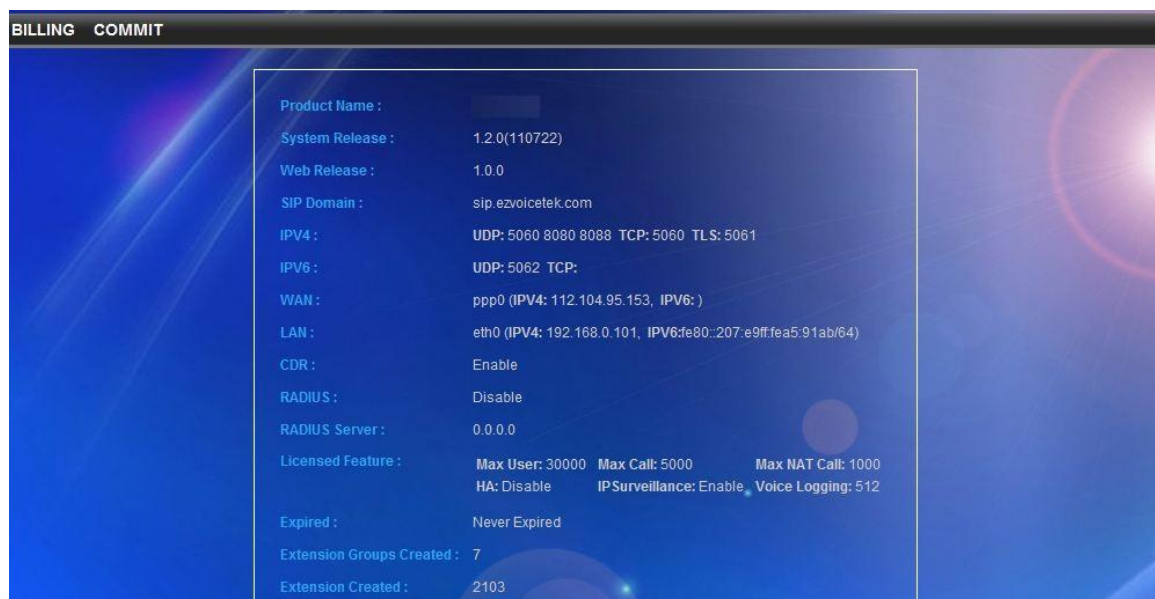 BILLING COMMIT
Product Name :
System Release : 1.2.0(110722)
Web Release : 1.0.0
SIP Domain : sip.ezvoicetek.com
IPV4 : UDP: 5060 8080 8088 TCP: 5060 TLS: 5061
IPV6 : UDP: 5062 TCP:
WAN : ppp0 (IPV4: 112.104.95.153, IPV6: )
LAN : eth0 (IPV4: 192.168.0.101, IPV6:fe80::207:e9ff:fea5:91ab/64)
CDR : Enable
RADIUS : Disable
RADIUS Server : 0.0.0.0
Licensed Feature : Max User: 30000 Max Call: 5000 Max NAT Call: 1000
HA: Disable IPSurveillance: Enable Voice Logging: 512
Expired : Never Expired
Extension Groups Created : 7
Extension Created : 2103